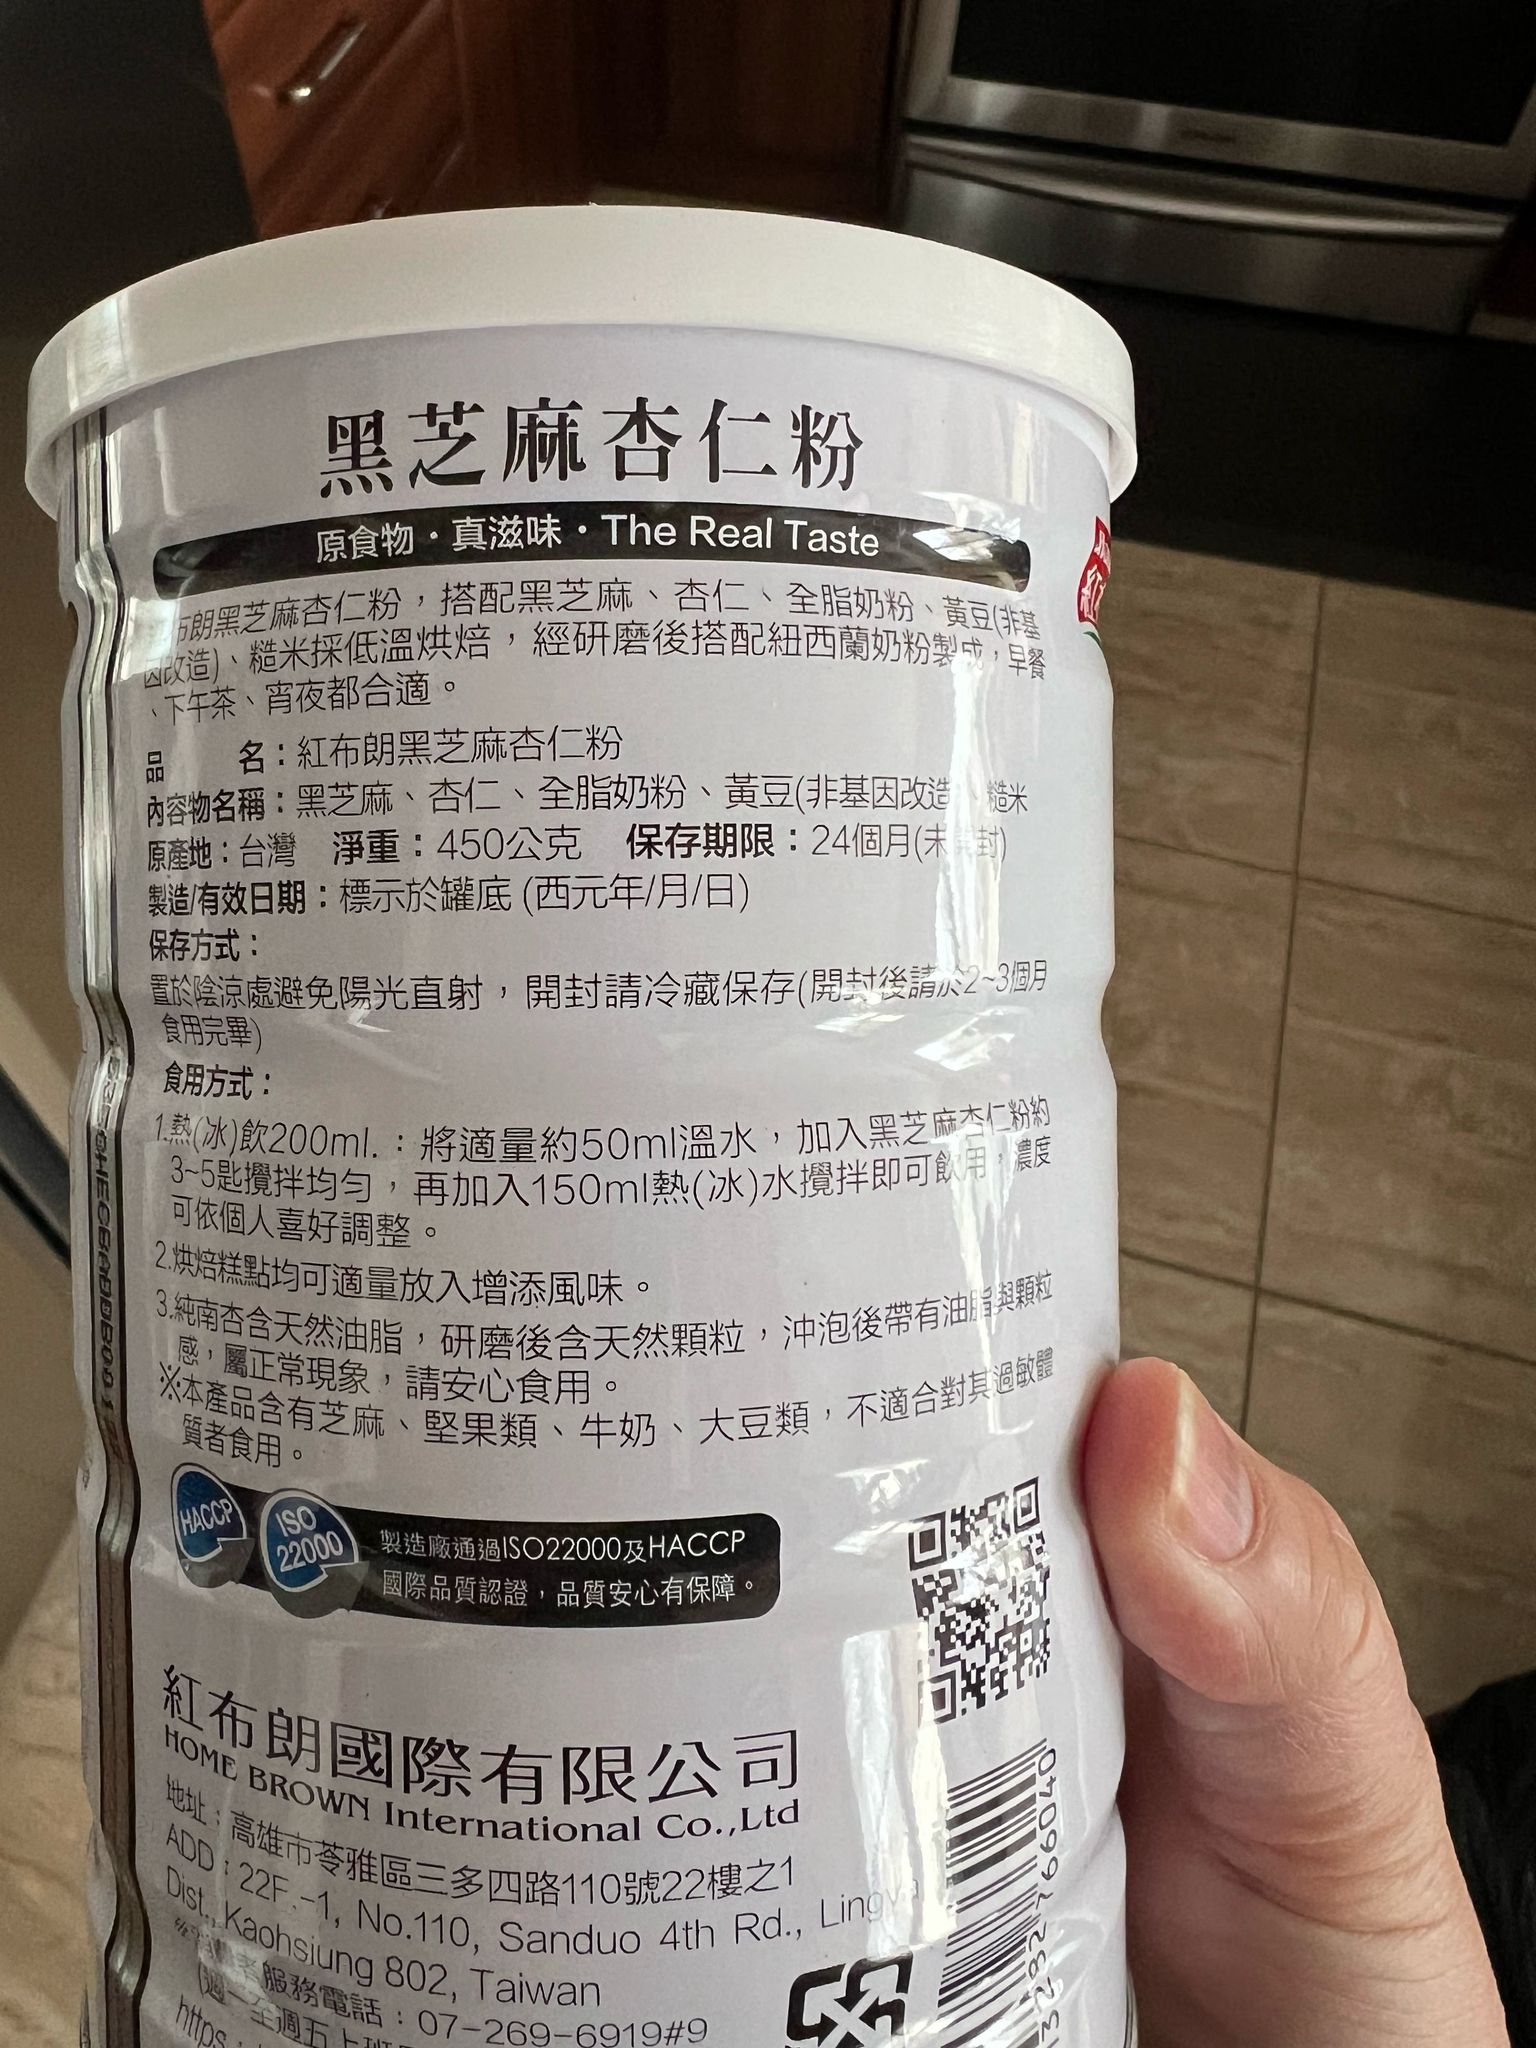 黑芝麻杏仁粉
原食物・真滋味・The Real Taste
布朗黑芝麻杏仁粉，搭配黑芝麻、杏仁、全脂奶粉、黃豆(非基
因改造)、糙米採低溫烘焙，經研磨後搭配紐西蘭奶粉製成，早餐
、下午茶、宵夜都合適。
品 名：紅布朗黑芝麻杏仁粉
內容物名稱：黑芝麻、杏仁、全脂奶粉、黃豆(非基因改造)、糙米
原產地：台灣 淨重：450公克 保存期限：24個月(未開封)
製造/有效日期：標示於罐底 (西元年/月/日)
保存方式：
置於陰涼處避免陽光直射，開封請冷藏保存(開封後請於2~3個月
食用完畢)
食用方式：
1.熱(冰)飲200ml.：將適量約50ml溫水，加入黑芝麻杏仁粉約
3~5匙攪拌均勻，再加入150ml熱(冰)水攪拌即可飲用，濃度
可依個人喜好調整。
2.烘焙糕點均可適量放入增添風味。
3.純南杏含天然油脂，研磨後含天然顆粒，沖泡後帶有油脂與顆粒
感，屬正常現象，請安心食用。
※本產品含有芝麻、堅果類、牛奶、大豆類，不適合對其過敏體
質者食用。
HACCP
ISO
22000
製造廠通過ISO22000及HACCP
國際品質認證，品質安心有保障。
紅布朗國際有限公司
HOME BROWN International Co.,Ltd
地址：高雄市苓雅區三多四路110號22樓之1
ADD：22F.-1, No.110, Sanduo 4th Rd., Lingya
Dist., Kaohsiung 802, Taiwan
服務電話：07-269-6919#9
https:
紅